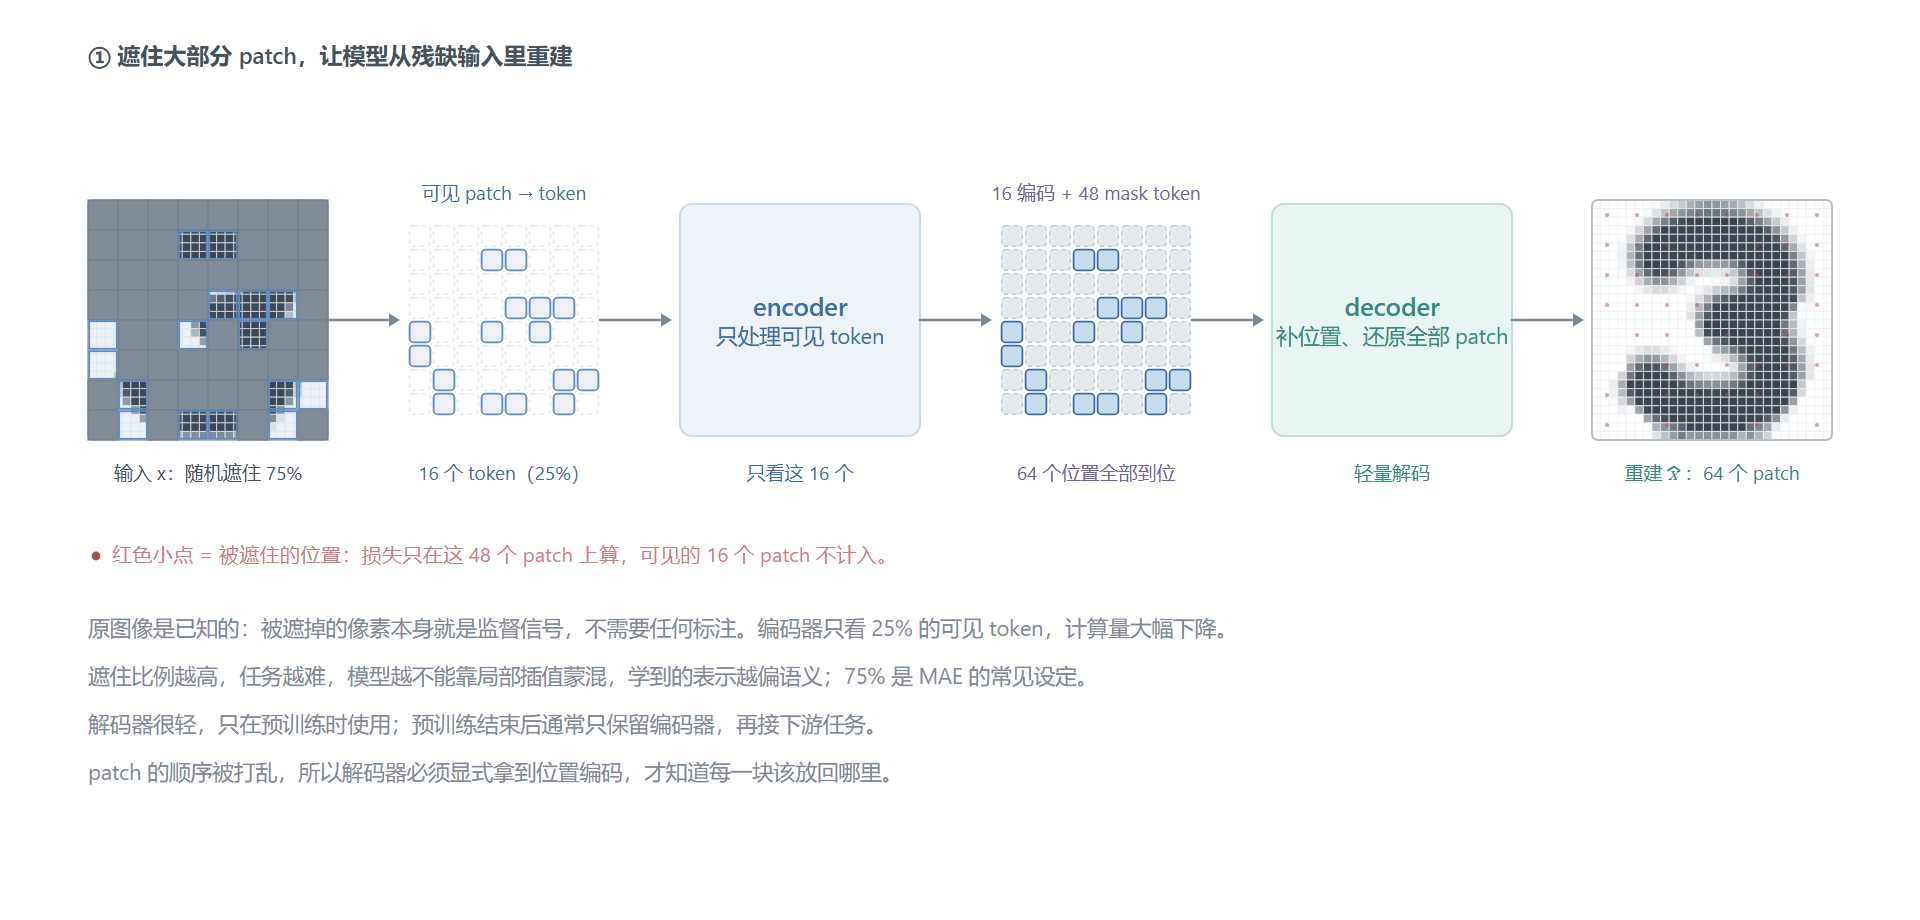 ① 遮住大部分 patch，让模型从残缺输入里重建
可见 patch → token
16 编码 + 48 mask token
encoder
只处理可见 token
decoder
补位置、还原全部 patch
输入 x：随机遮住 75%
16 个 token（25%）
只看这 16 个
64 个位置全部到位
轻量解码
重建 x̂：64 个 patch
● 红色小点 = 被遮住的位置：损失只在这 48 个 patch 上算，可见的 16 个 patch 不计入。
原图像是已知的：被遮掉的像素本身就是监督信号，不需要任何标注。编码器只看 25% 的可见 token，计算量大幅下降。
遮住比例越高，任务越难，模型越不能靠局部插值蒙混，学到的表示越偏语义；75% 是 MAE 的常见设定。
解码器很轻，只在预训练时使用；预训练结束后通常只保留编码器，再接下游任务。
patch 的顺序被打乱，所以解码器必须显式拿到位置编码，才知道每一块该放回哪里。